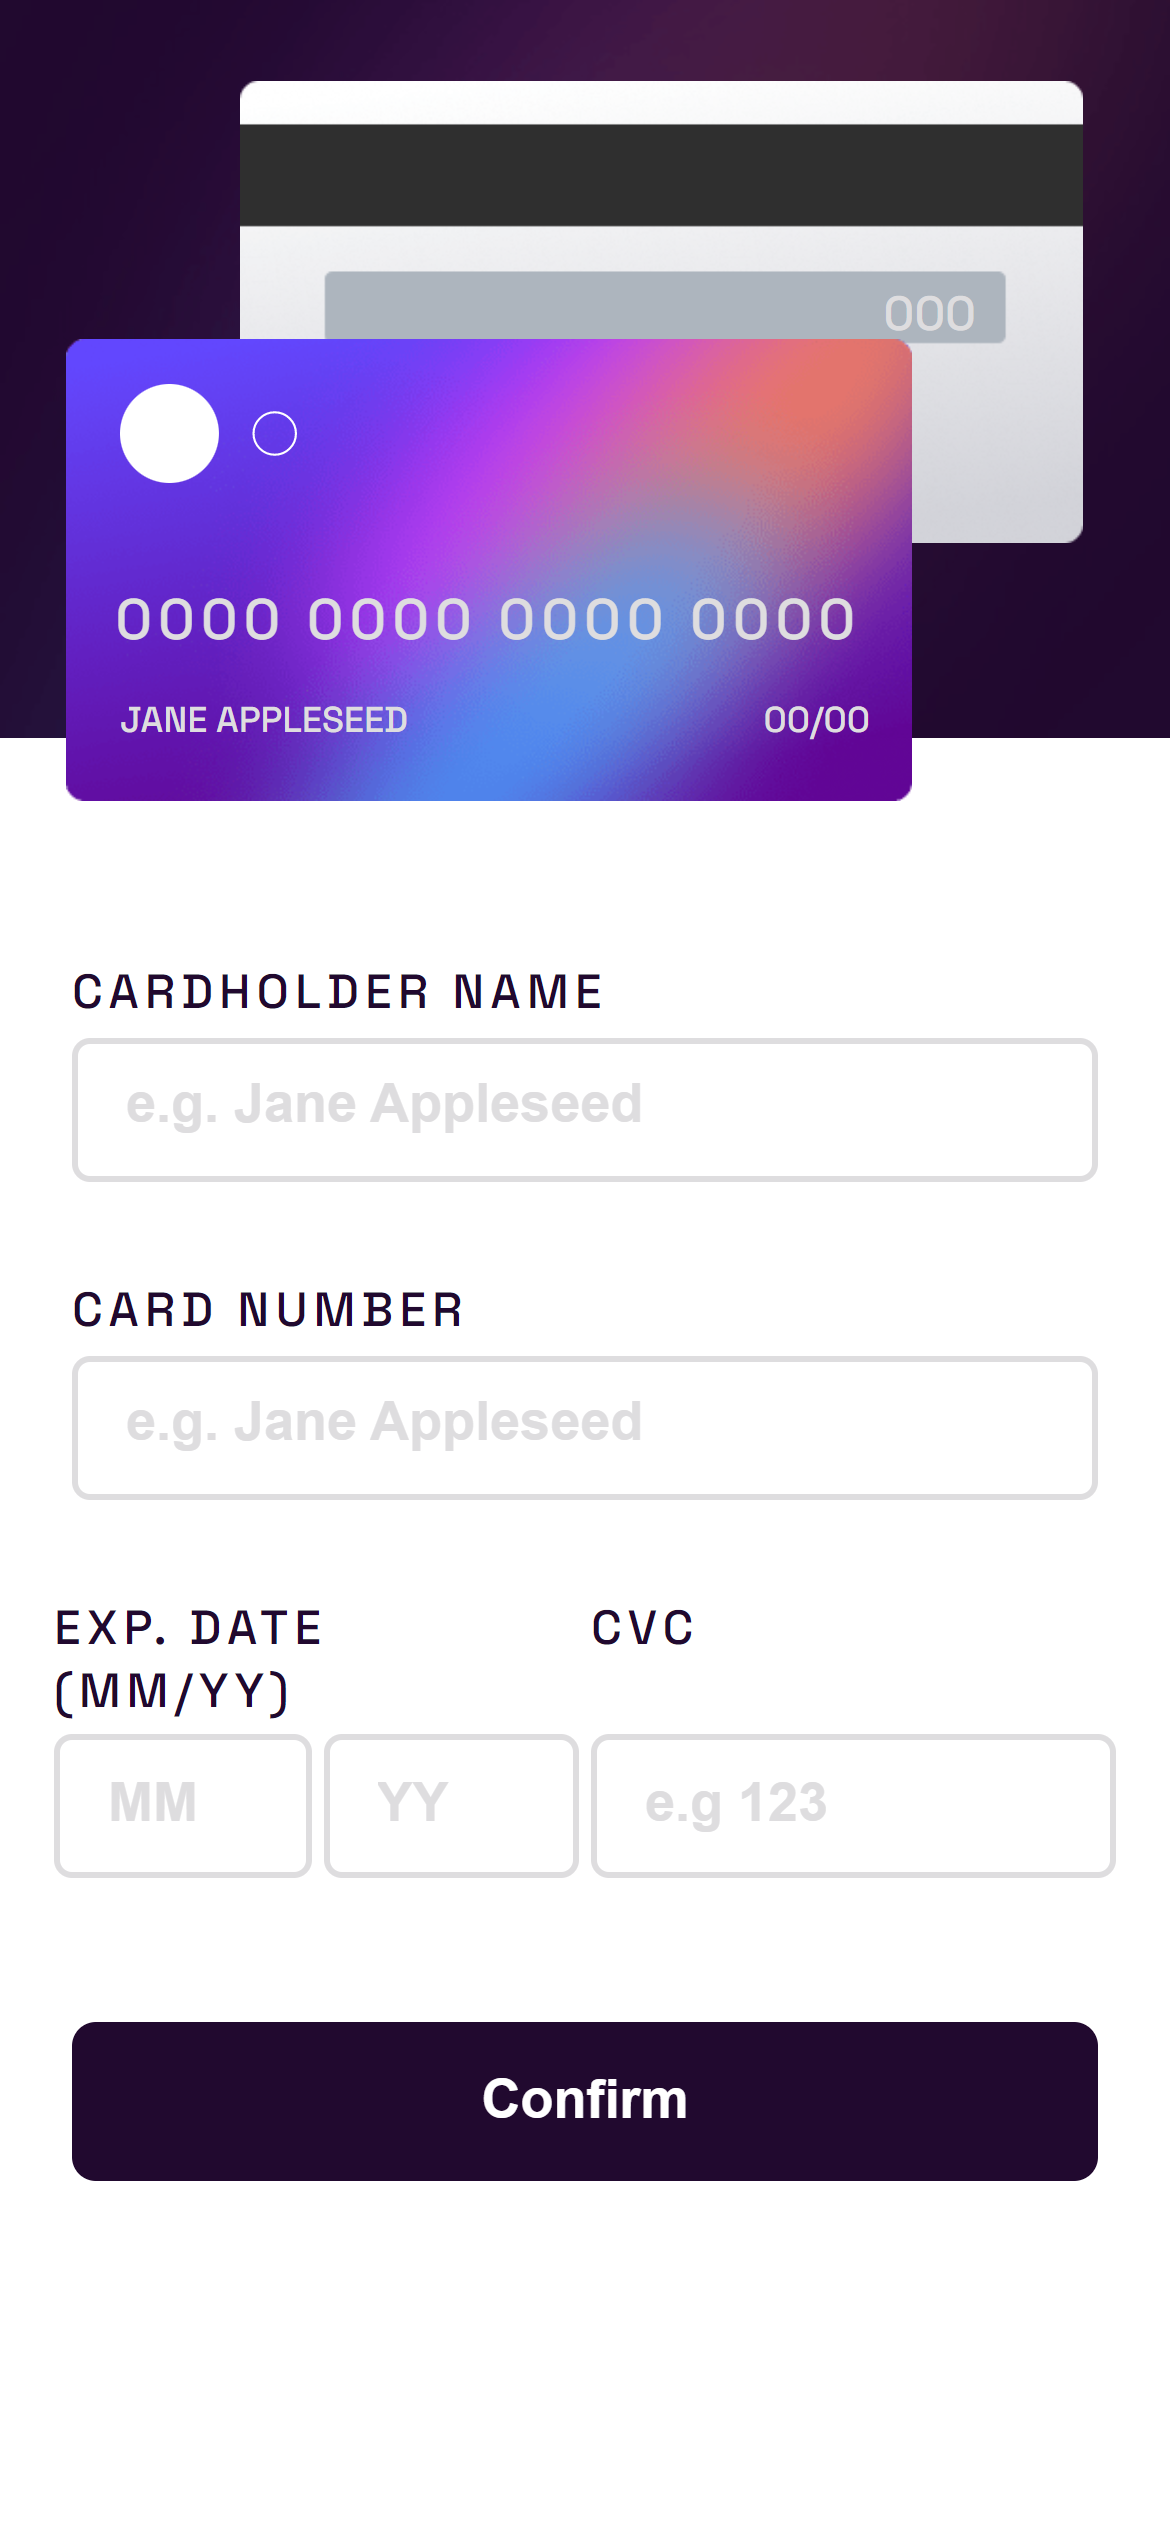 000
0000 0000 0000 0000
JANE APPLESEED 00/00
CARDHOLDER NAME
e.g. Jane Appleseed
CARD NUMBER
e.g. Jane Appleseed
EXP. DATE CVC
(MM/YY)
MM YY e.g 123
Confirm